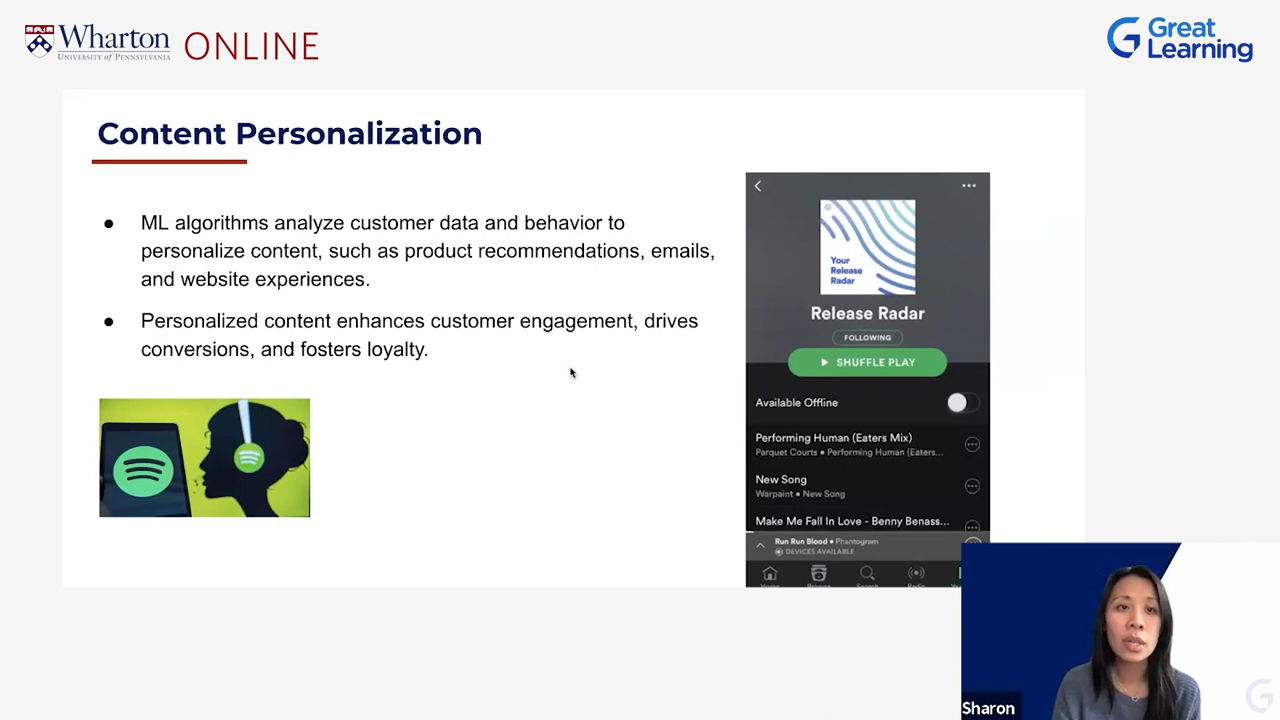 Wharton
UNIVERSITY of PENNSYLVANIA
ONLINE
Great
Learning
Content Personalization
● ML algorithms analyze customer data and behavior to
personalize content, such as product recommendations, emails,
and website experiences.
● Personalized content enhances customer engagement, drives
conversions, and fosters loyalty.
Your
Release
Radar
Release Radar
FOLLOWING
SHUFFLE PLAY
Available Offline
Performing Human (Eaters Mix)
Parquet Courts • Performing Human (Eaters...
New Song
Warpaint • New Song
Make Me Fall In Love - Benny Benass...
Run Run Blood • Phantogram
DEVICES AVAILABLE
Sharon